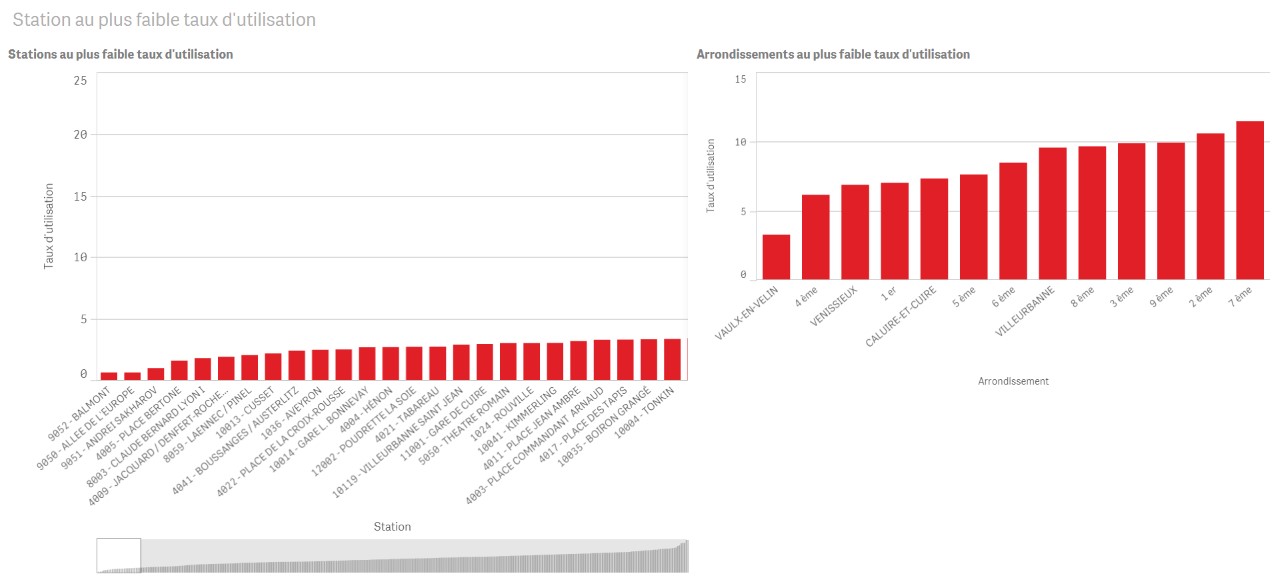 Station au plus faible taux d'utilisation
Stations au plus faible taux d'utilisation
25
20
15
10
5
0
Taux d'utilisation
9052 - BALMONT
9050 - ALLEE DE L'EUROPE
9051 - ANDREI SAKHAROV
4005 - PLACE BERTONE
8003 - CLAUDE BERNARD LYON I
4009 - JACQUARD / DENFERT-ROCHE...
8059 - LAENNEC / PINEL
10013 - CUSSET
4041 - BOUSSANGES / AUSTERLITZ
1036 - AVEYRON
4022 - PLACE DE LA CROIX-ROUSSE
10014 - GARE L. BONNEVAY
4004 - HÉNON
12002 - POUDRETTE LA SOIE
4021 - TABAREAU
10119 - VILLEURBANNE SAINT JEAN
11001 - GARE DE CUIRE
5050 - THEATRE ROMAIN
1024 - ROUVILLE
10041 - KIMMERLING
4011 - PLACE JEAN AMBRE
4003- PLACE COMMANDANT ARNAUD
4017 - PLACE DES TAPIS
10035 - BOIRON GRANGÉ
10004 - TONKIN
Station
Arrondissements au plus faible taux d'utilisation
15
10
5
0
Taux d'utilisation
VAULX-EN-VELIN
4 ème
VENISSIEUX
1 er
CALUIRE-ET-CUIRE
5 ème
6 ème
VILLEURBANNE
8 ème
3 ème
9 ème
2 ème
7 ème
Arrondissement